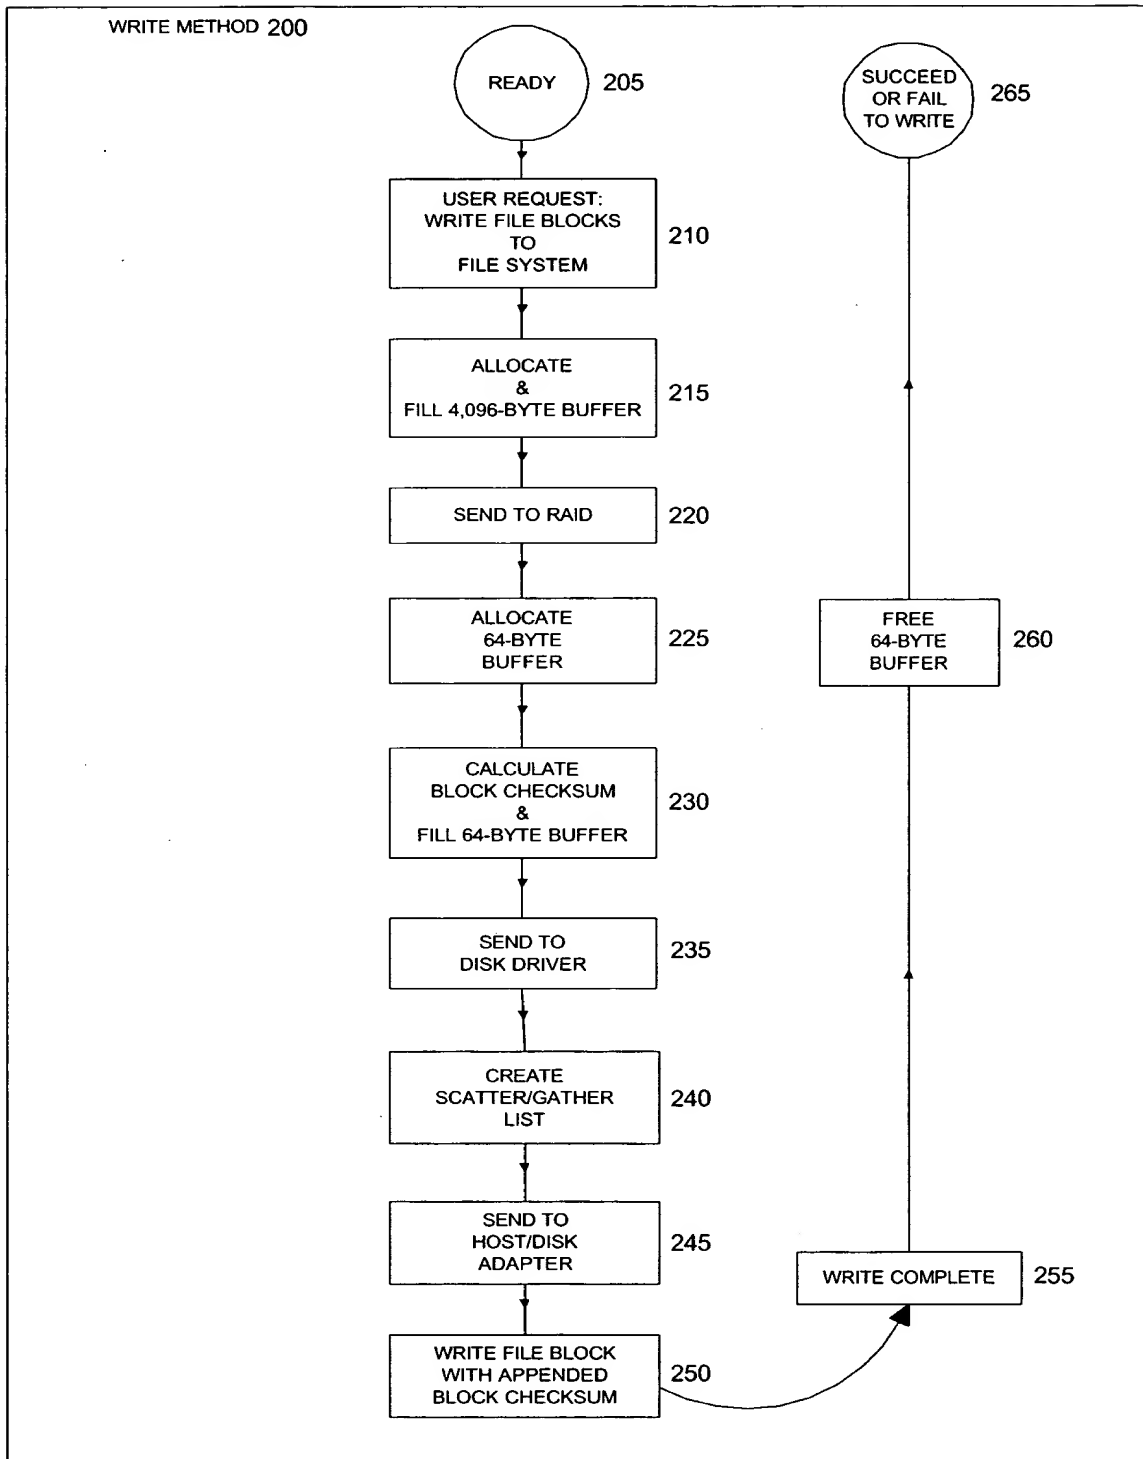 WRITE METHOD 200
READY
205
USER REQUEST:
WRITE FILE BLOCKS
TO
FILE SYSTEM
210
ALLOCATE
&
FILL 4,096-BYTE BUFFER
215
SEND TO RAID
220
ALLOCATE
64-BYTE
BUFFER
225
CALCULATE
BLOCK CHECKSUM
&
FILL 64-BYTE BUFFER
230
SEND TO
DISK DRIVER
235
CREATE
SCATTER/GATHER
LIST
240
SEND TO
HOST/DISK
ADAPTER
245
WRITE FILE BLOCK
WITH APPENDED
BLOCK CHECKSUM
250
WRITE COMPLETE
255
FREE
64-BYTE
BUFFER
260
SUCCEED
OR FAIL
TO WRITE
265